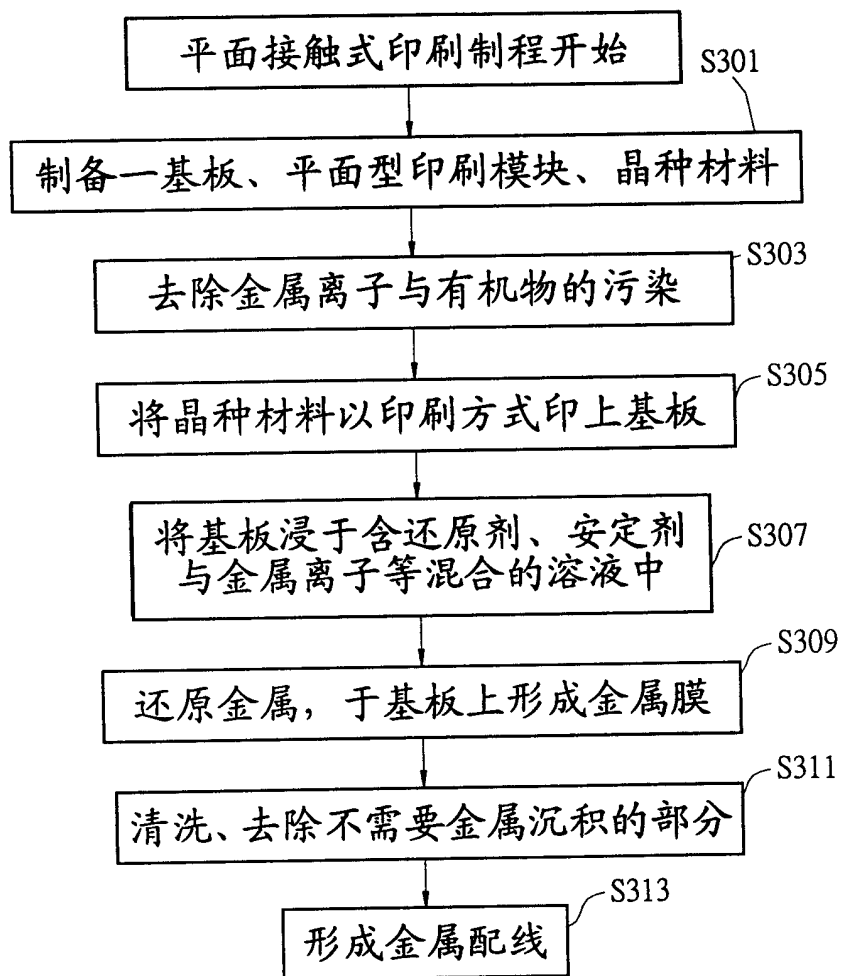 平面接触式印刷制程开始
S301
制备一基板、平面型印刷模块、晶种材料
S303
去除金属离子与有机物的污染
S305
将晶种材料以印刷方式印上基板
S307
将基板浸于含还原剂、安定剂
与金属离子等混合的溶液中
S309
还原金属，于基板上形成金属膜
S311
清洗、去除不需要金属沉积的部分
S313
形成金属配线